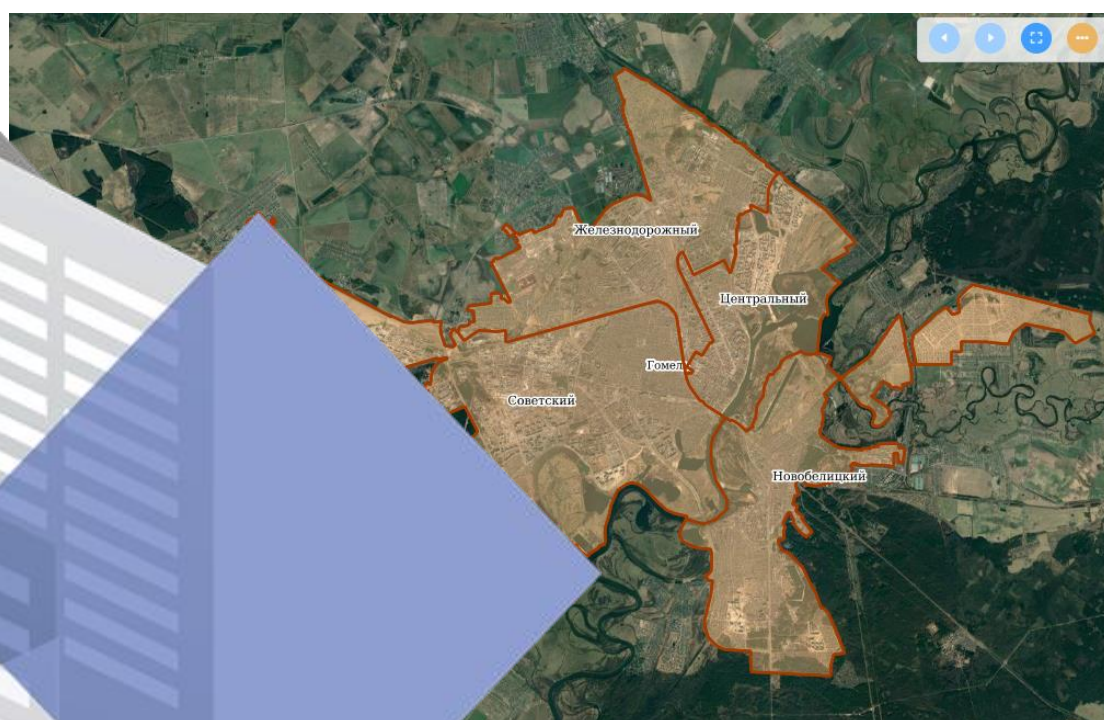 Железнодорожный
Центральный
Гомель
Советский
Новобелицкий